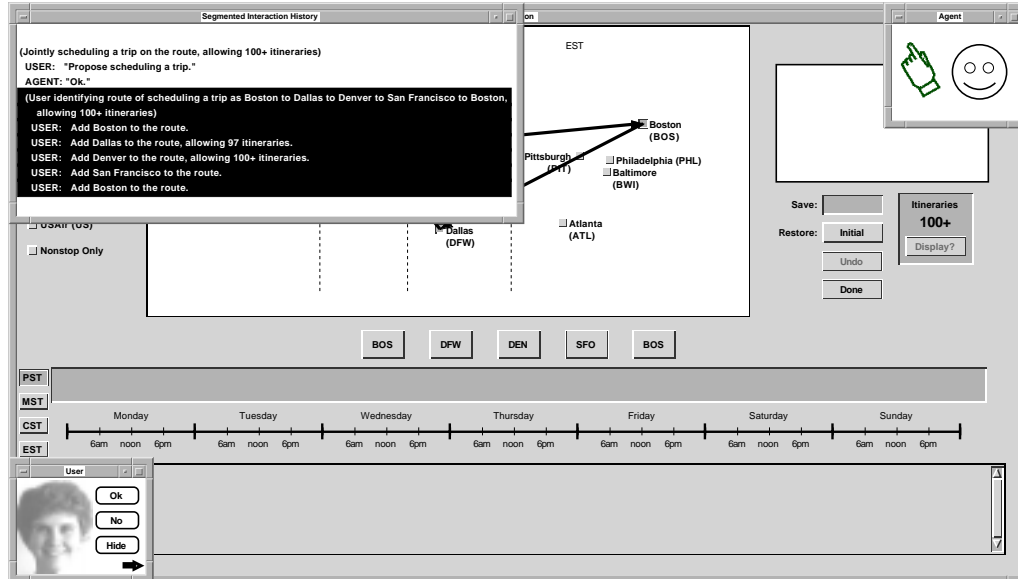 Segmented Interaction History
on
Agent
(Jointly scheduling a trip on the route, allowing 100+ itineraries)
USER: "Propose scheduling a trip."
AGENT: "Ok."
(User identifying route of scheduling a trip as Boston to Dallas to Denver to San Francisco to Boston,
allowing 100+ itineraries)
USER: Add Boston to the route.
USER: Add Dallas to the route, allowing 97 itineraries.
USER: Add Denver to the route, allowing 100+ itineraries.
USER: Add San Francisco to the route.
USER: Add Boston to the route.
EST
Boston
(BOS)
Pittsburgh
(PIT)
Philadelphia (PHL)
Baltimore
(BWI)
Atlanta
(ATL)
Dallas
(DFW)
USAir (US)
Nonstop Only
Save:
Restore:
Initial
Undo
Done
Itineraries
100+
Display?
BOS DFW DEN SFO BOS
PST
MST
CST
EST
Monday Tuesday Wednesday Thursday Friday Saturday Sunday
6am noon 6pm 6am noon 6pm 6am noon 6pm 6am noon 6pm 6am noon 6pm 6am noon 6pm 6am noon 6pm
User
Ok
No
Hide